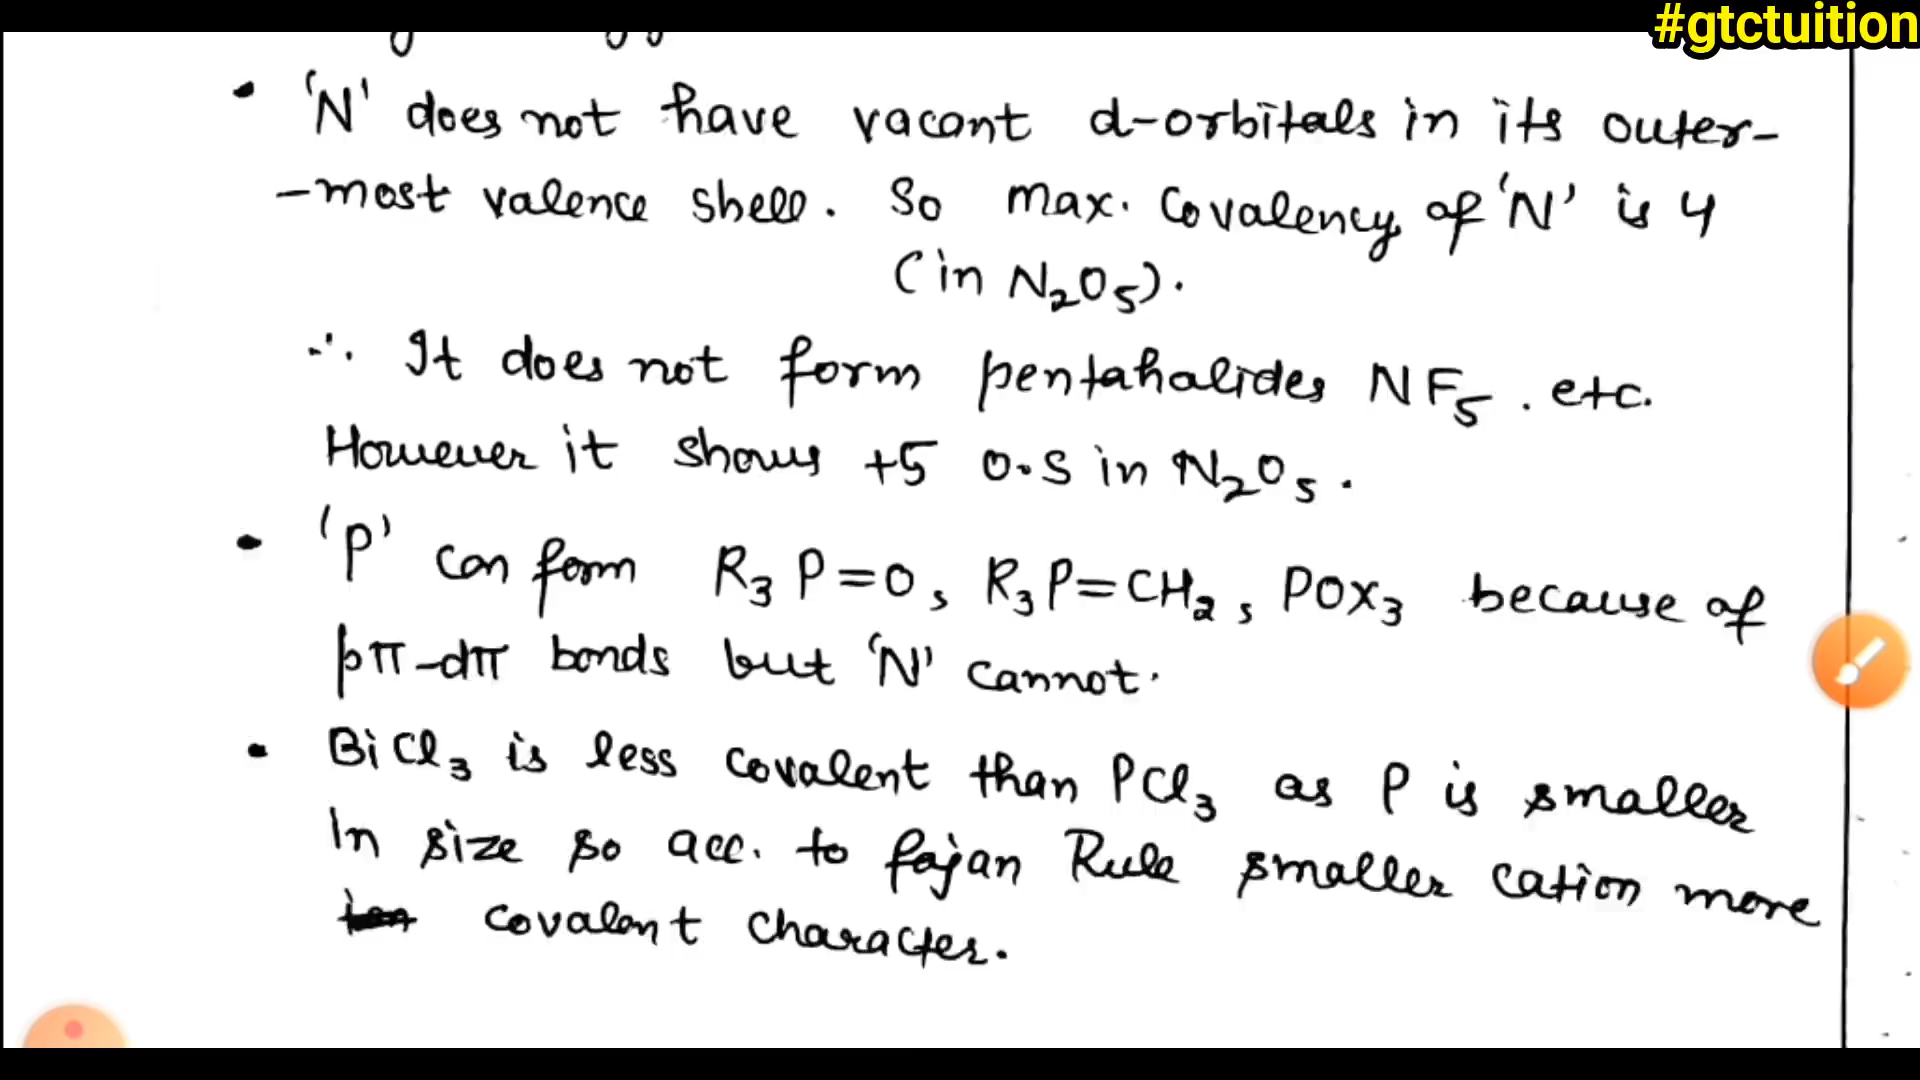 #gtctuition
• 'N' does not have vacant d-orbitals in its outer-
-most valence shell. So max. Covalency of 'N' is 4
(in N₂O₅).
∴ It does not form pentahalides NF₅. etc.
However it shows +5 O.S in N₂O₅.
• 'P' can form R₃P=O, R₃P=CH₂, POX₃ because of
pπ-dπ bonds but 'N' cannot.
• BiCl₃ is less covalent than PCl₃ as P is smaller
In size so acc. to fajan Rule smaller cation more
covalent character.